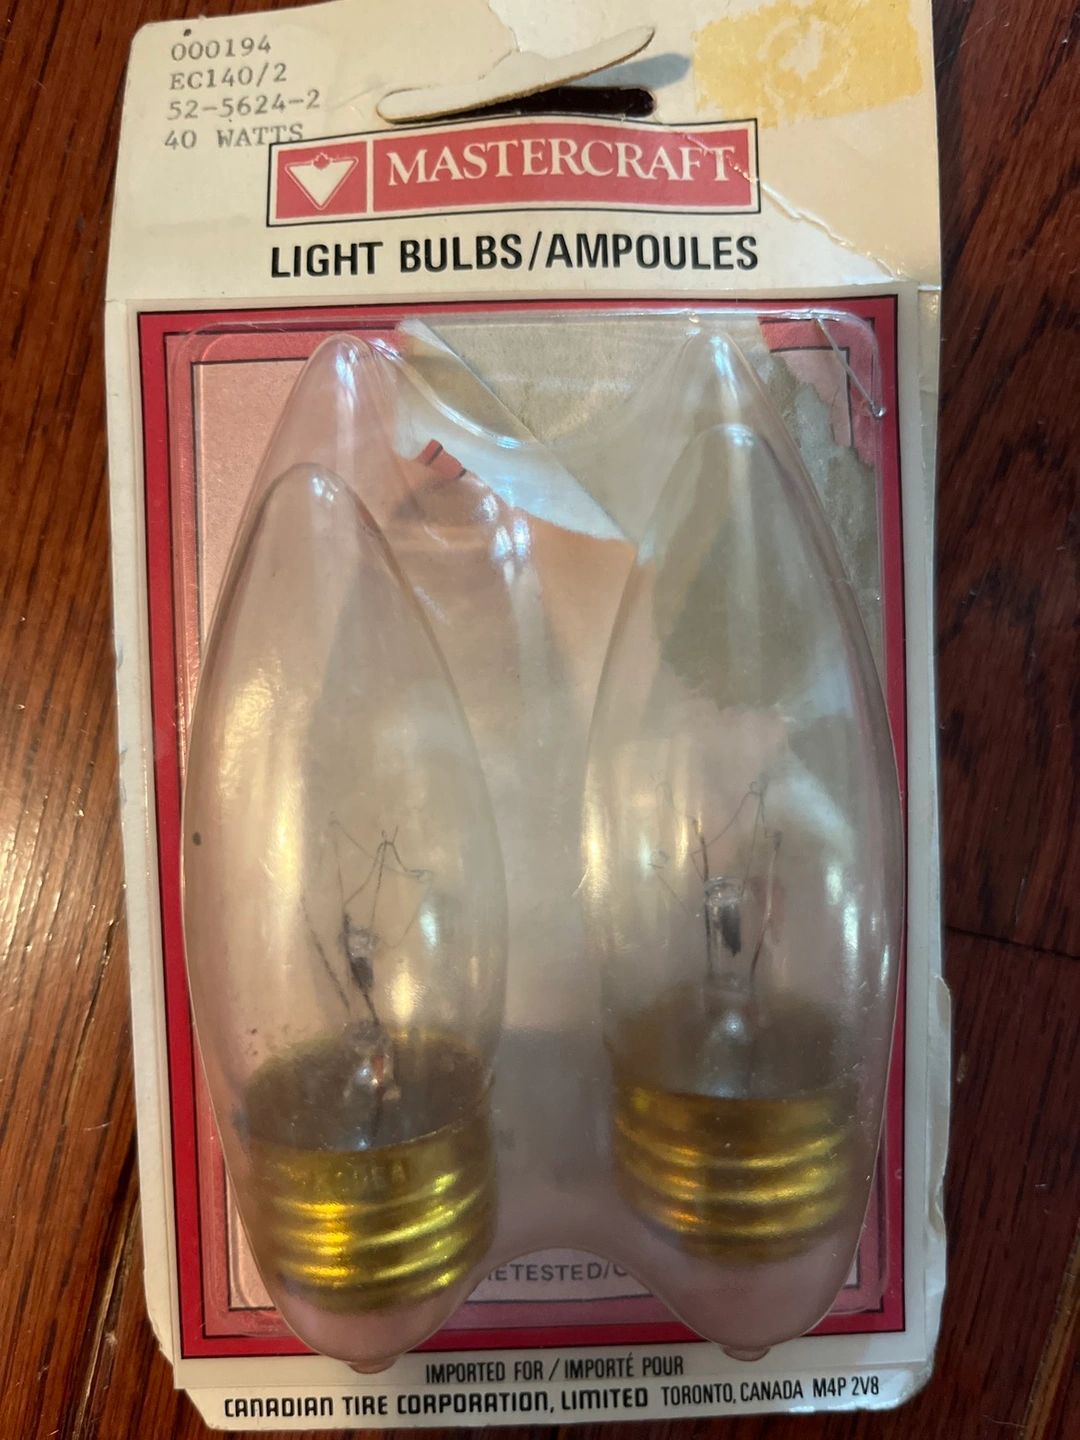 000194
EC140/2
52-5624-2
40 WATTS
MASTERCRAFT
LIGHT BULBS/AMPOULES
IMPORTED FOR / IMPORTÉ POUR
CANADIAN TIRE CORPORATION, LIMITED TORONTO, CANADA M4P 2V8